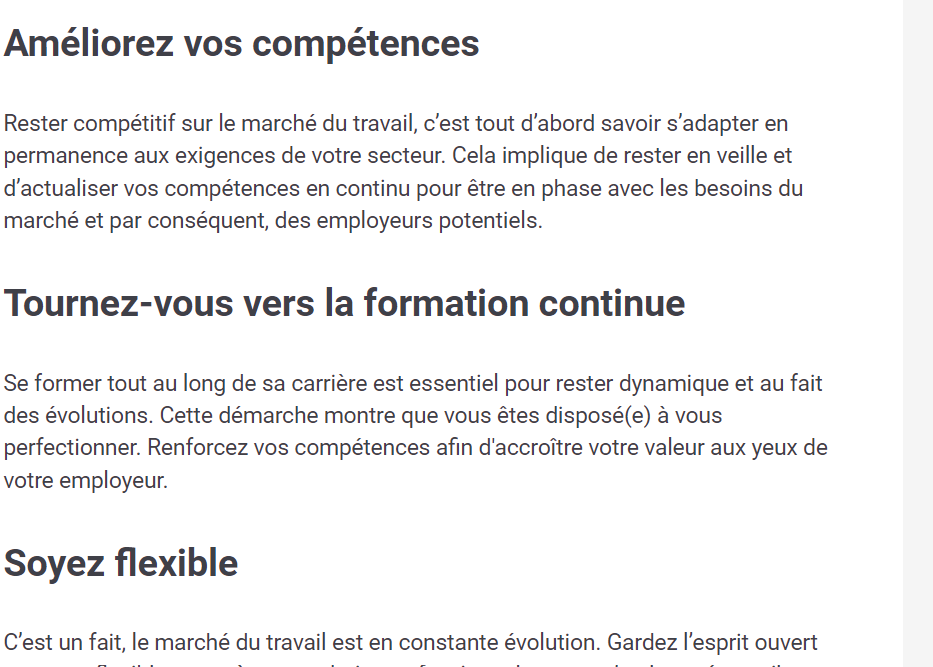 Améliorez vos compétences
Rester compétitif sur le marché du travail, c’est tout d’abord savoir s’adapter en
permanence aux exigences de votre secteur. Cela implique de rester en veille et
d’actualiser vos compétences en continu pour être en phase avec les besoins du
marché et par conséquent, des employeurs potentiels.
Tournez-vous vers la formation continue
Se former tout au long de sa carrière est essentiel pour rester dynamique et au fait
des évolutions. Cette démarche montre que vous êtes disposé(e) à vous
perfectionner. Renforcez vos compétences afin d'accroître votre valeur aux yeux de
votre employeur.
Soyez flexible
C’est un fait, le marché du travail est en constante évolution. Gardez l’esprit ouvert